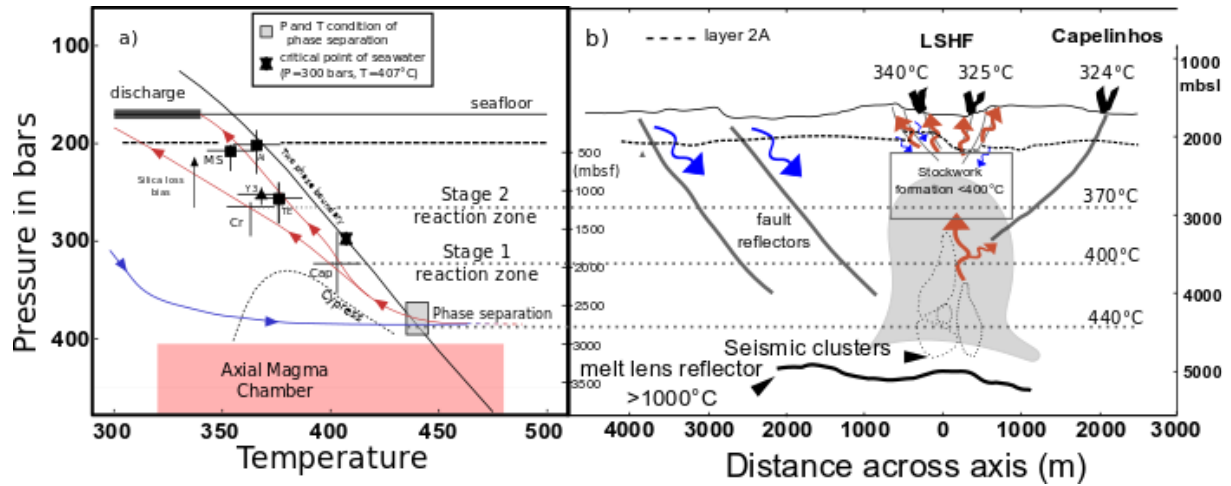 a)
P and T condition of
phase separation
critical point of seawater
(P=300 bars, T=407°C)
Pressure in bars
100
200
300
400
discharge
seafloor
MS
Al
Silica loss
bias
Y3
TE
Cr
Two phase boundary
Stage 2
reaction zone
Stage 1
reaction zone
Cap
Cypress
Phase separation
Axial Magma
Chamber
500
(mbsf)
1000
1500
2000
2500
3000
3500
300
350
400
450
500
Temperature
b)
layer 2A
LSHF
Capelinhos
340°C
325°C
324°C
1000
mbsl
2000
3000
4000
5000
Stockwork
formation <400°C
fault
reflectors
370°C
400°C
440°C
Seismic clusters
melt lens reflector
>1000°C
4000
3000
2000
1000
0
1000
2000
3000
Distance across axis (m)